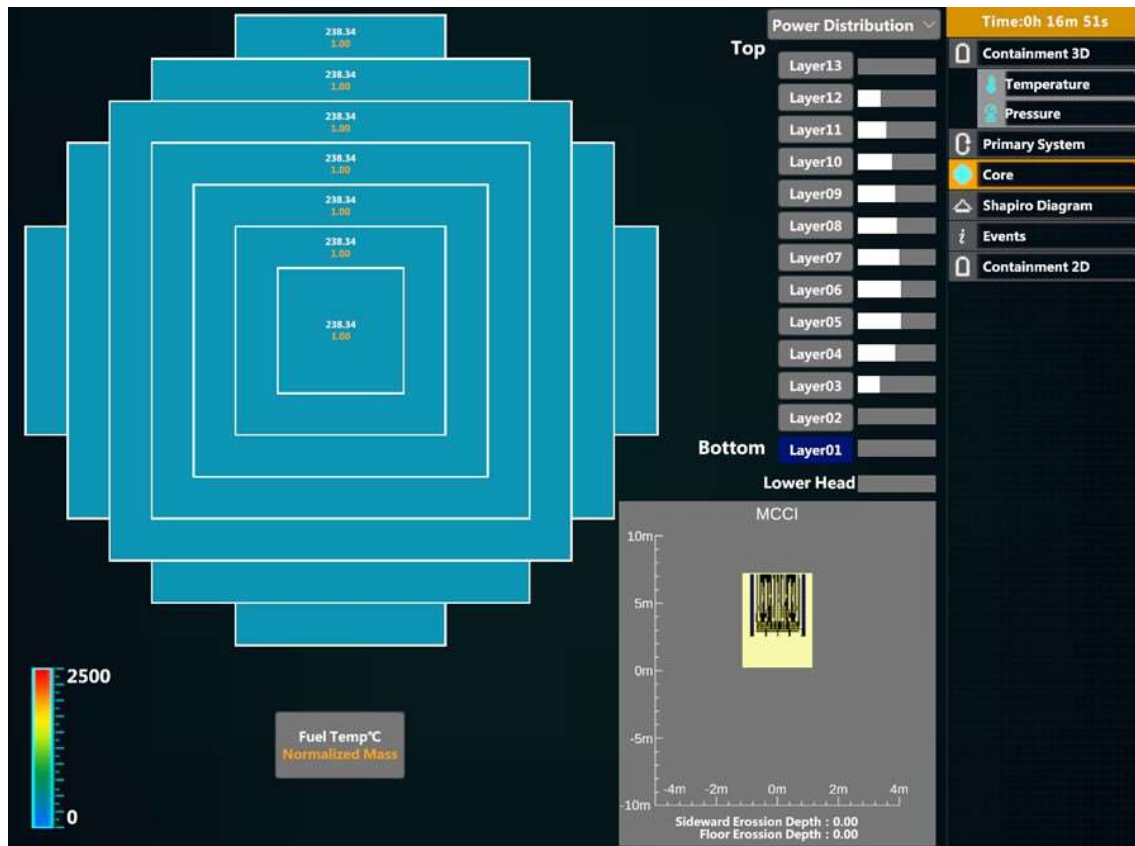 238.34
1.00
238.34
1.00
238.34
1.00
238.34
1.00
238.34
1.00
238.34
1.00
238.34
1.00
2500
0
Fuel Temp℃
Normalized Mass
Power Distribution
Top
Layer13
Layer12
Layer11
Layer10
Layer09
Layer08
Layer07
Layer06
Layer05
Layer04
Layer03
Layer02
Bottom Layer01
Lower Head
MCCI
10m
5m
0m
-5m
-10m
-4m -2m 0m 2m 4m
Sideward Erossion Depth : 0.00
Floor Erossion Depth : 0.00
Time:0h 16m 51s
Containment 3D
Temperature
Pressure
Primary System
Core
Shapiro Diagram
i Events
Containment 2D